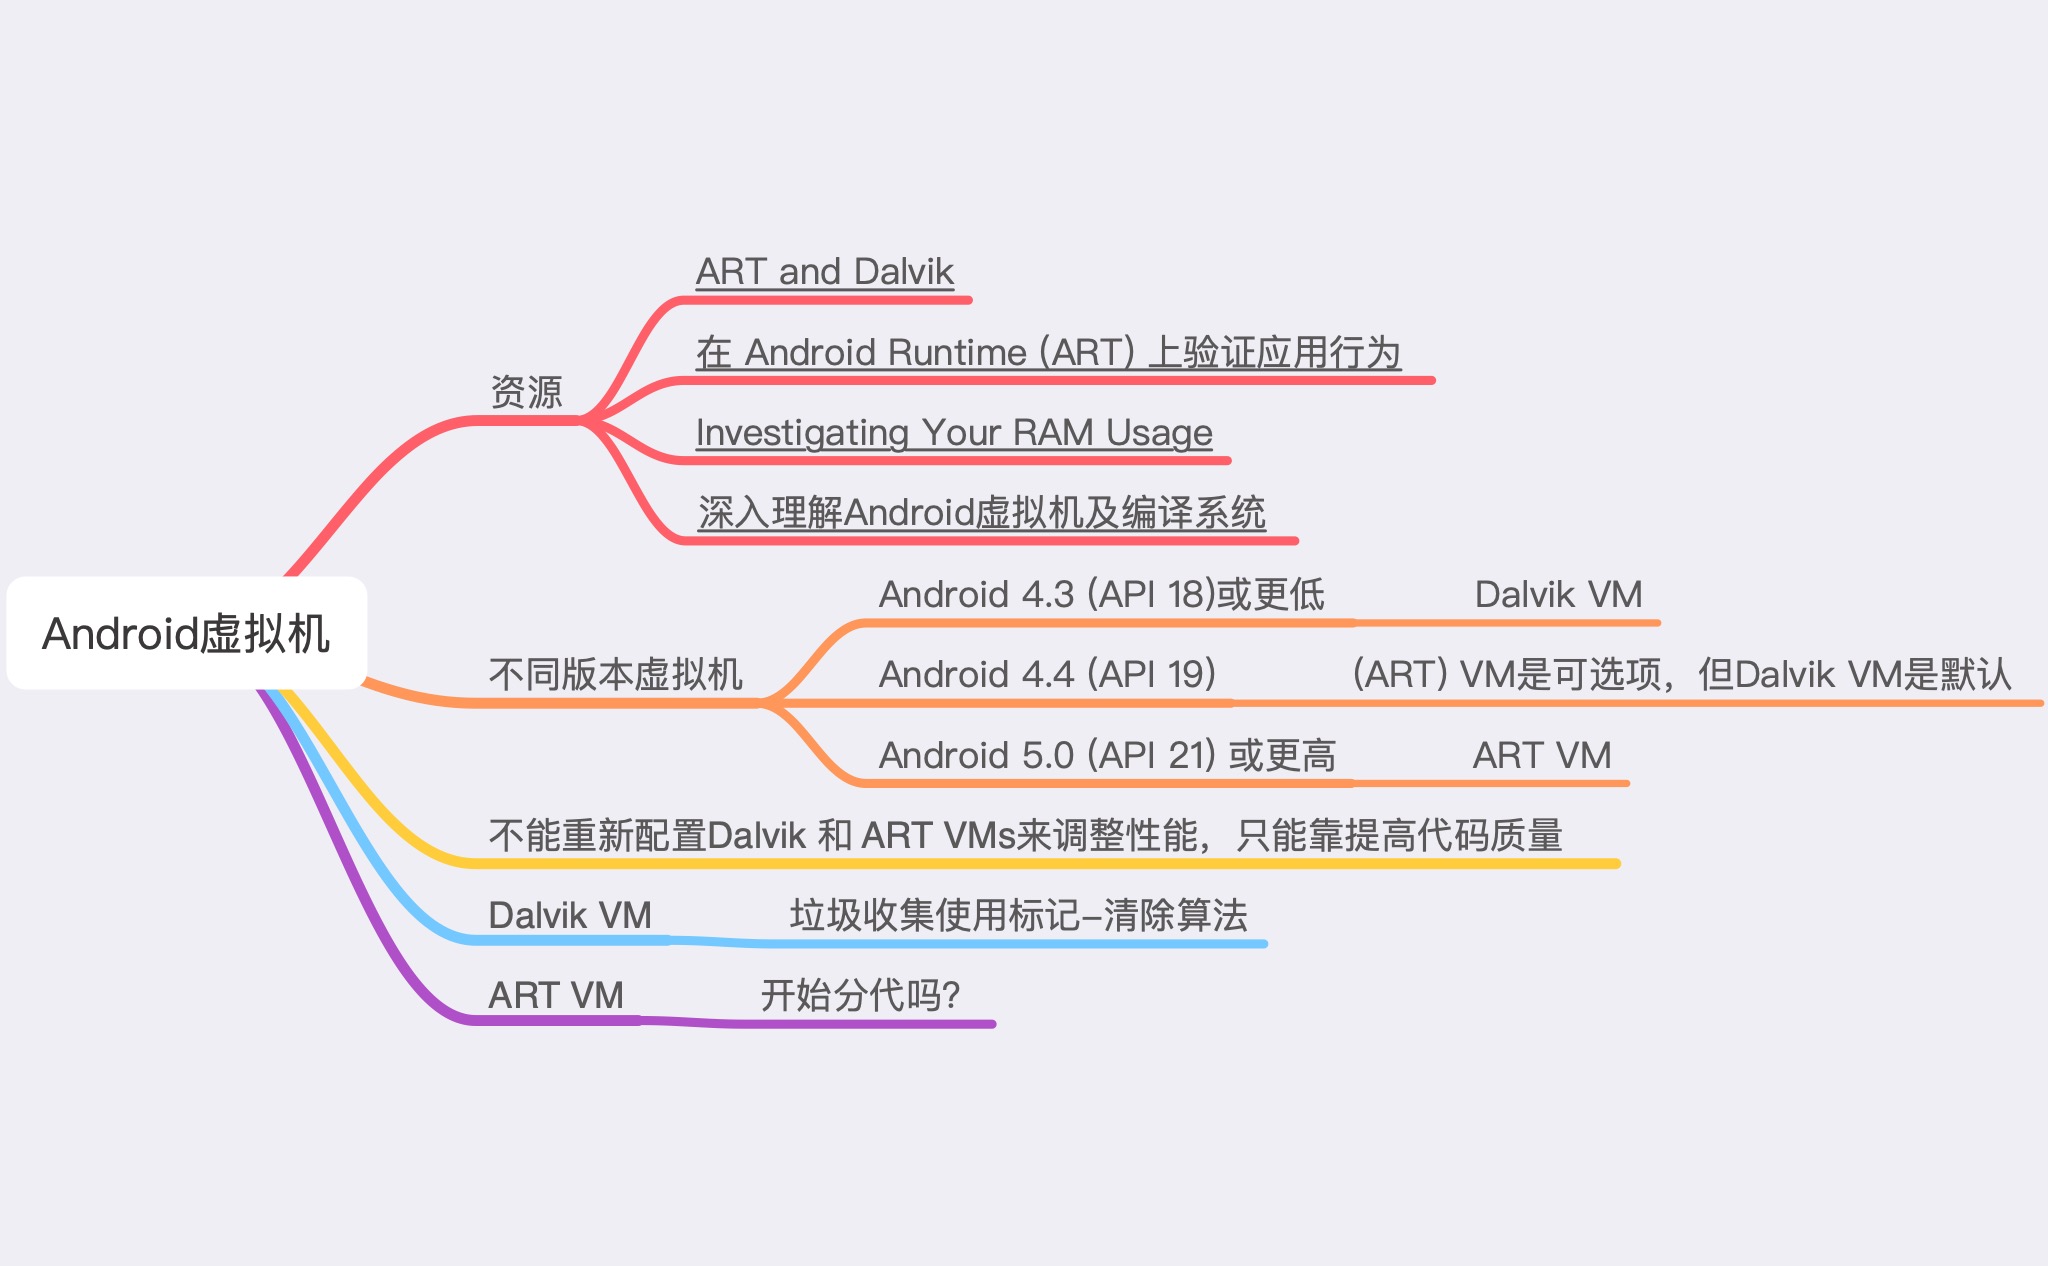 ART and Dalvik
在 Android Runtime (ART) 上验证应用行为
资源
Investigating Your RAM Usage
深入理解Android虚拟机及编译系统
Android虚拟机
Android 4.3 (API 18)或更低
Dalvik VM
不同版本虚拟机
Android 4.4 (API 19)
(ART) VM是可选项，但Dalvik VM是默认
Android 5.0 (API 21) 或更高
ART VM
不能重新配置Dalvik 和 ART VMs来调整性能，只能靠提高代码质量
Dalvik VM
垃圾收集使用标记-清除算法
ART VM
开始分代吗？